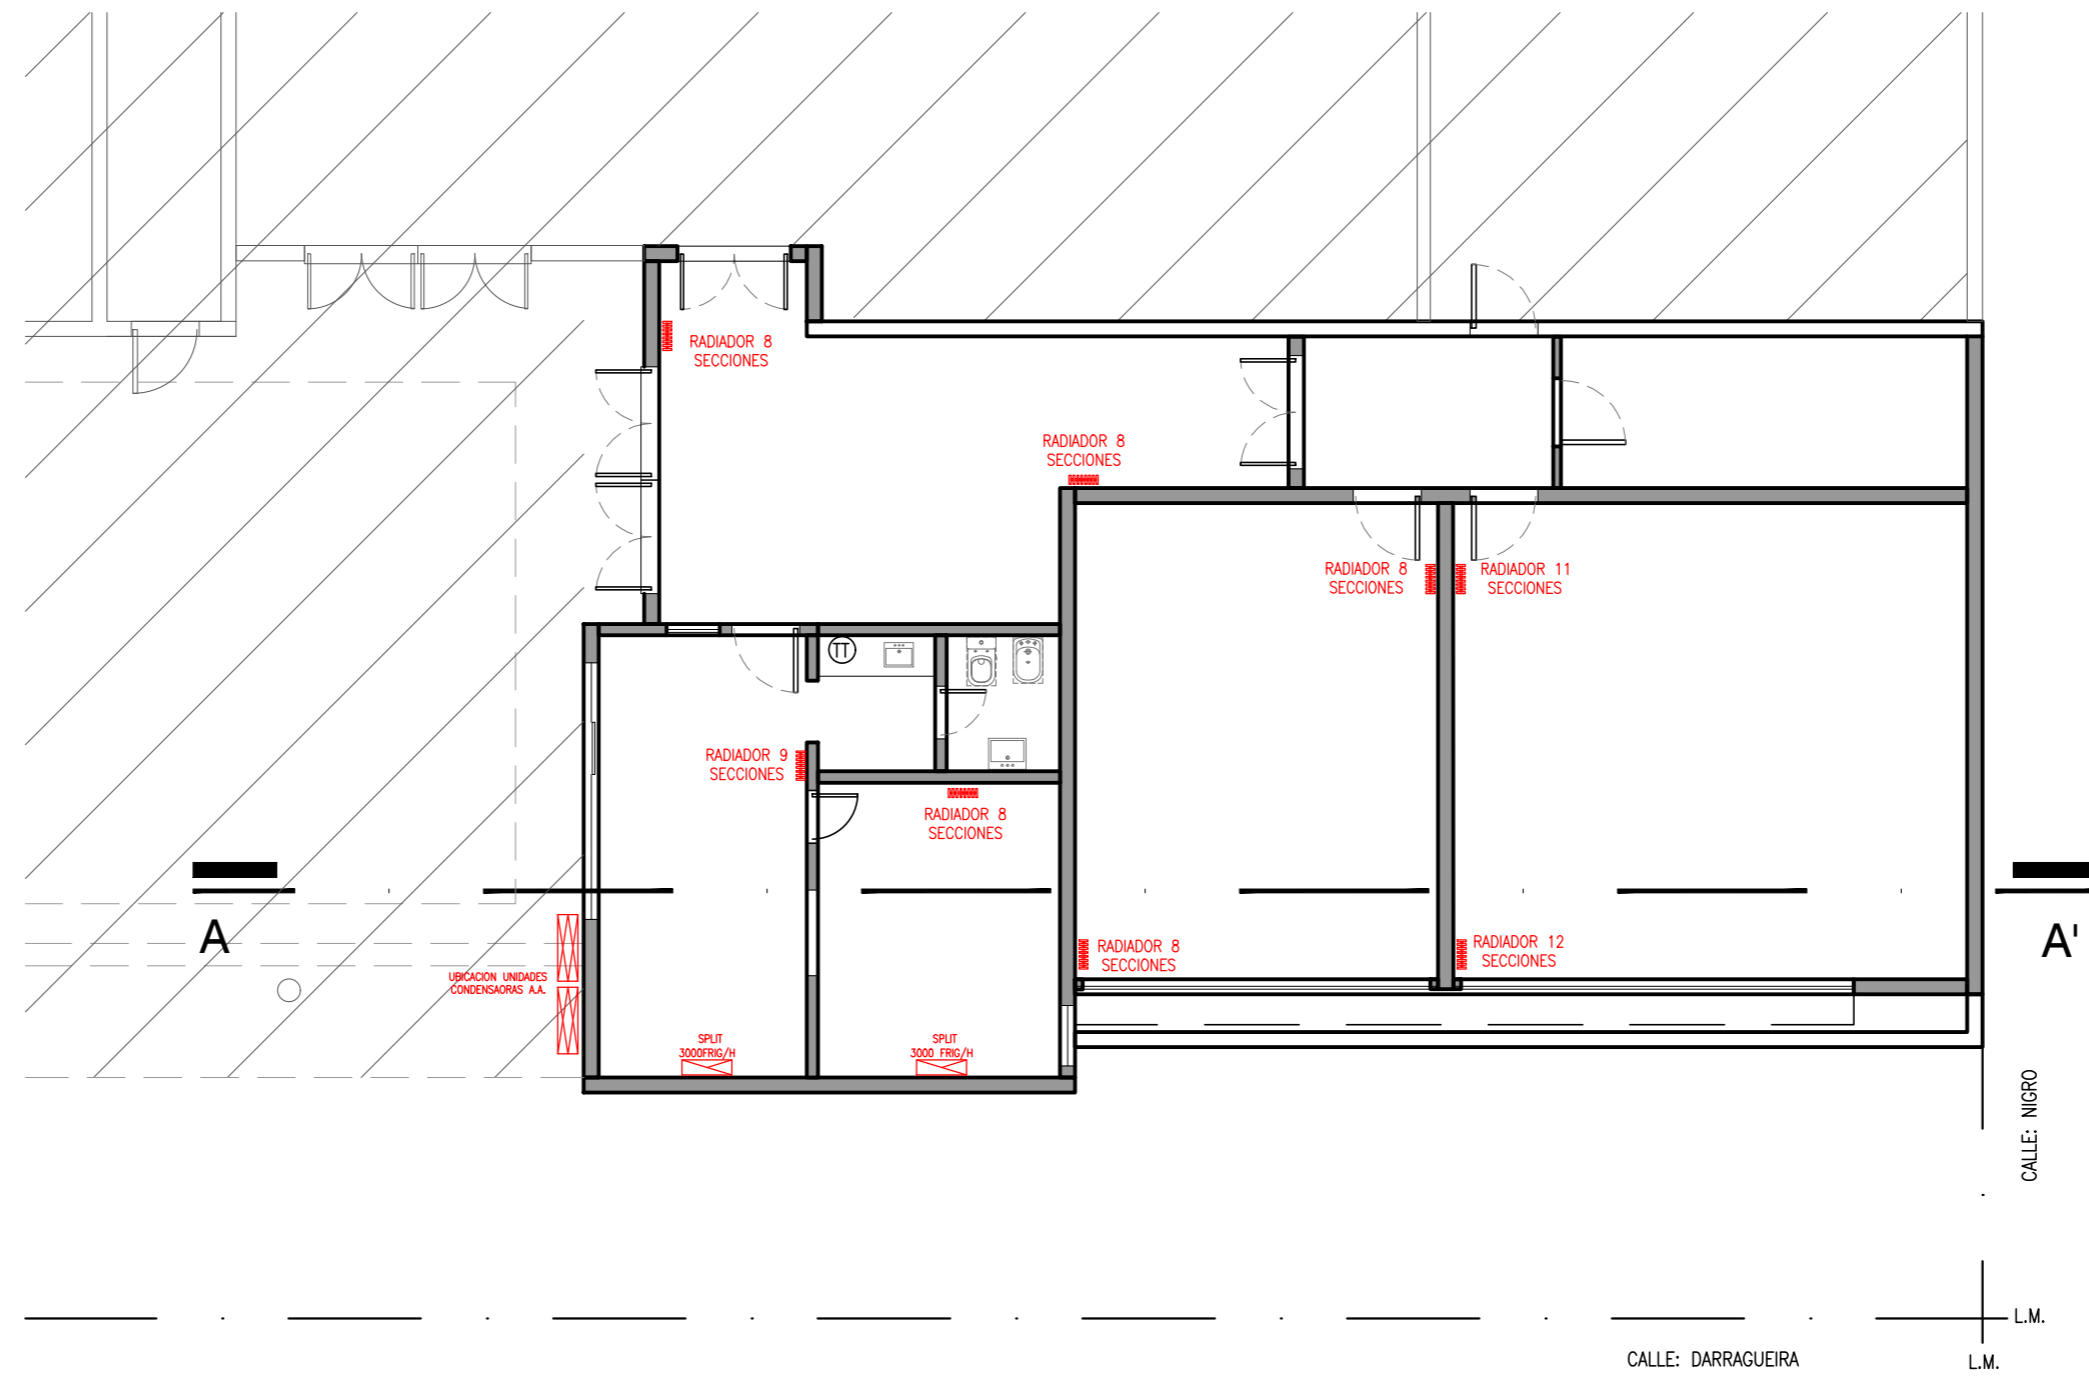 RADIADOR 8
SECCIONES
RADIADOR 8
SECCIONES
RADIADOR 8
SECCIONES
RADIADOR 11
SECCIONES
TT
RADIADOR 9
SECCIONES
RADIADOR 8
SECCIONES
A
A'
RADIADOR 8
SECCIONES
RADIADOR 12
SECCIONES
UBICACION UNIDADES
CONDENSAORAS A.A.
SPLIT
3000FRIG/H
SPLIT
3000 FRIG/H
CALLE: NIGRO
L.M.
CALLE: DARRAGUEIRA
L.M.